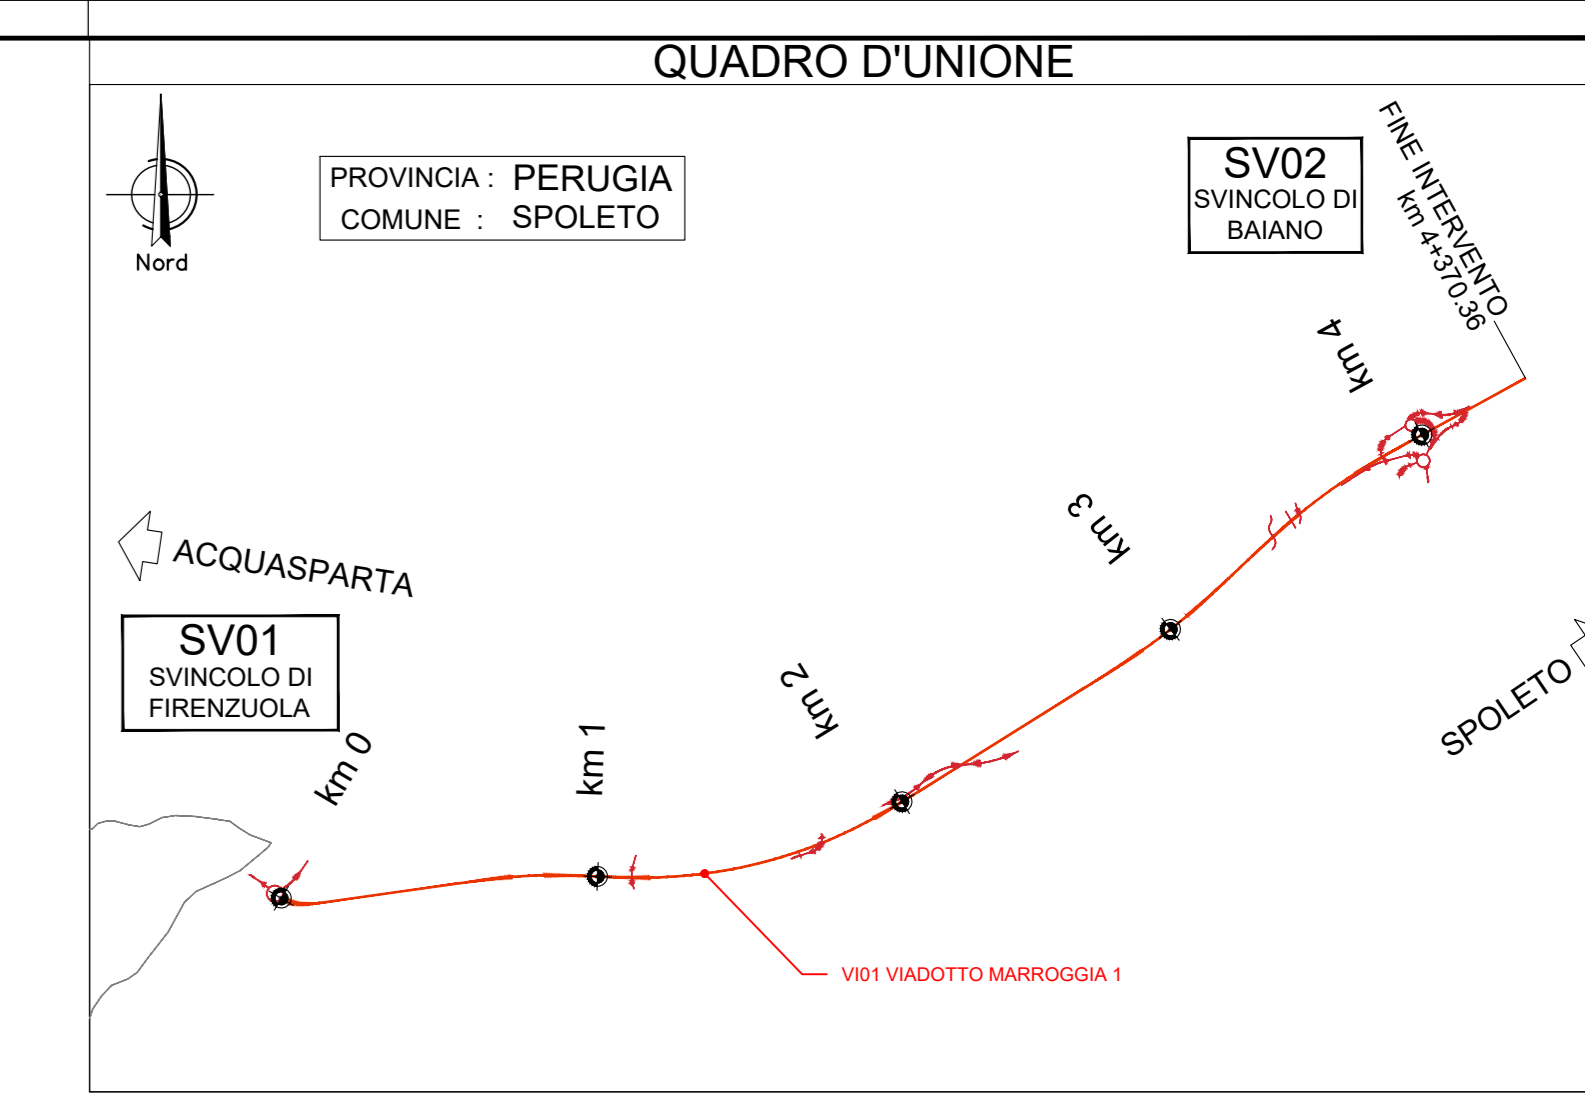 QUADRO D'UNIONE
Nord
PROVINCIA : PERUGIA
COMUNE : SPOLETO
SV02
SVINCOLO DI
BAIANO
FINE INTERVENTO
km 4+370.36
km 4
km 3
ACQUASPARTA
SV01
SVINCOLO DI
FIRENZUOLA
km 0
km 1
km 2
SPOLETO
VI01 VIADOTTO MARROGGIA 1